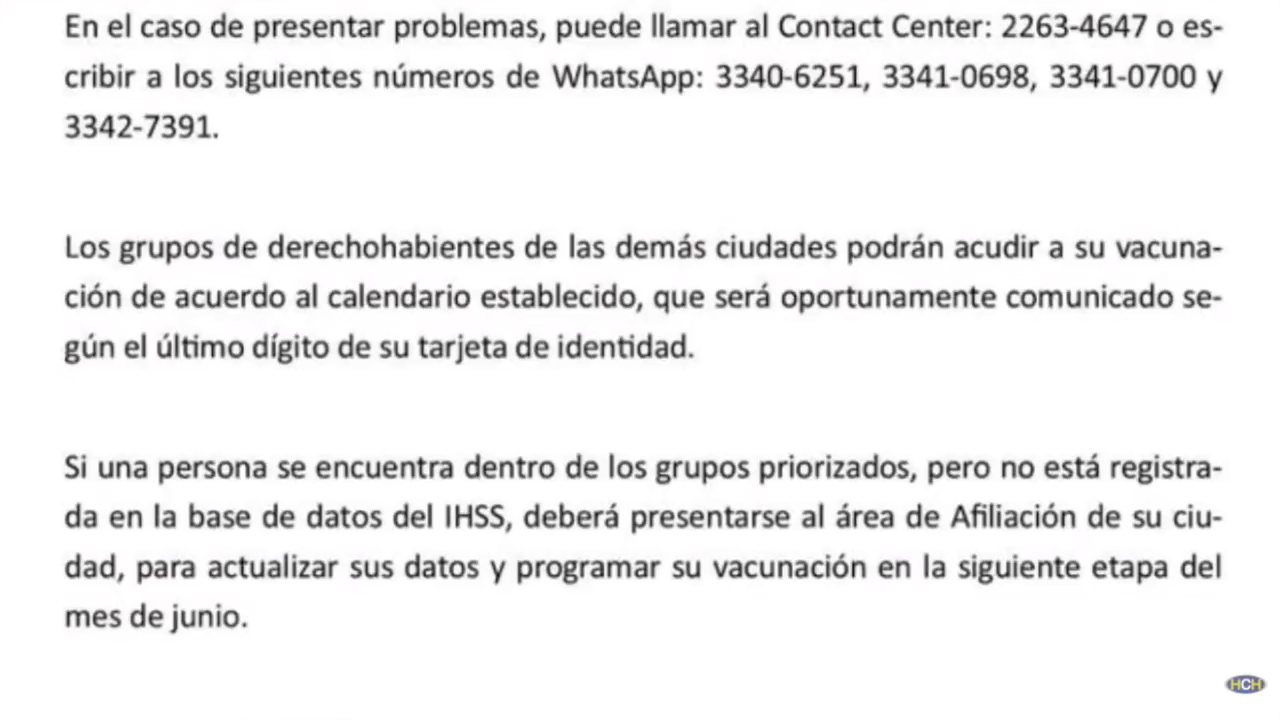 En el caso de presentar problemas, puede llamar al Contact Center: 2263-4647 o es-
cribir a los siguientes números de WhatsApp: 3340-6251, 3341-0698, 3341-0700 y
3342-7391.
Los grupos de derechohabientes de las demás ciudades podrán acudir a su vacuna-
ción de acuerdo al calendario establecido, que será oportunamente comunicado se-
gún el último dígito de su tarjeta de identidad.
Si una persona se encuentra dentro de los grupos priorizados, pero no está registra-
da en la base de datos del IHSS, deberá presentarse al área de Afiliación de su ciu-
dad, para actualizar sus datos y programar su vacunación en la siguiente etapa del
mes de junio.
HCH